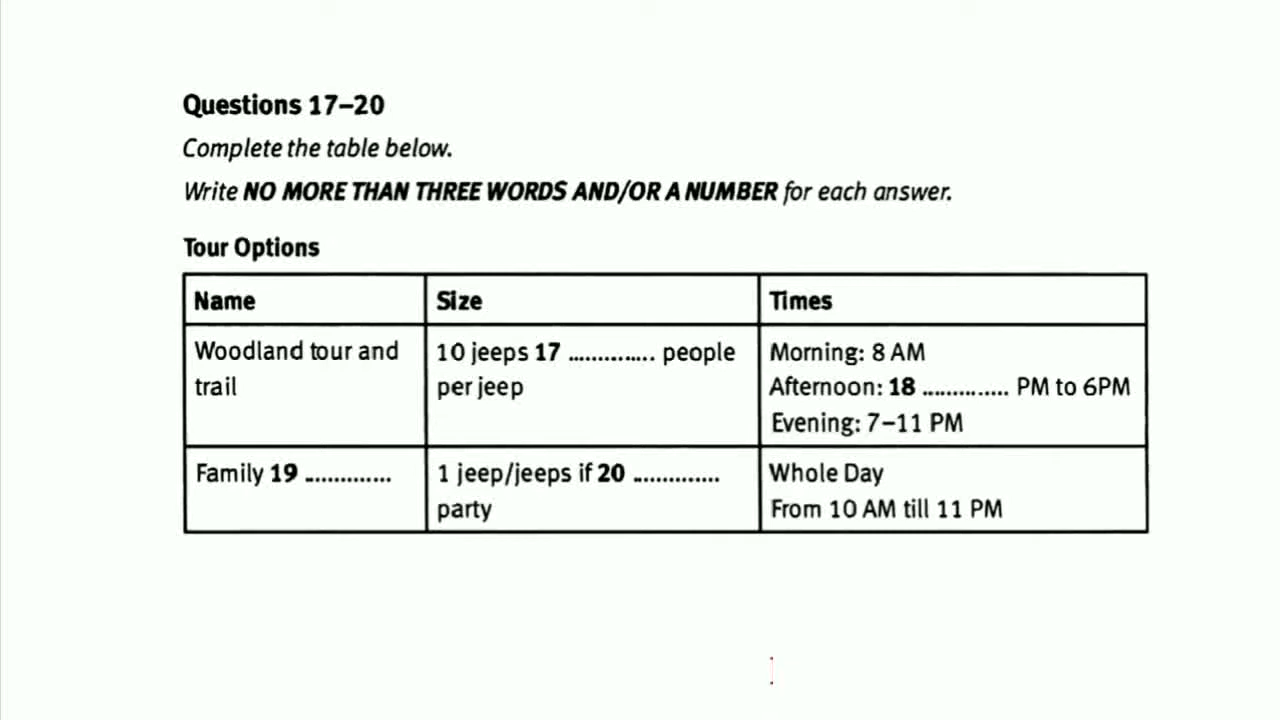 Questions 17–20
Complete the table below.
Write NO MORE THAN THREE WORDS AND/OR A NUMBER for each answer.
Tour Options
Name
Size
Times
Woodland tour and
trail
10 jeeps 17 .............. people
per jeep
Morning: 8 AM
Afternoon: 18 .............. PM to 6PM
Evening: 7–11 PM
Family 19 ..............
1 jeep/jeeps if 20 ..............
party
Whole Day
From 10 AM till 11 PM